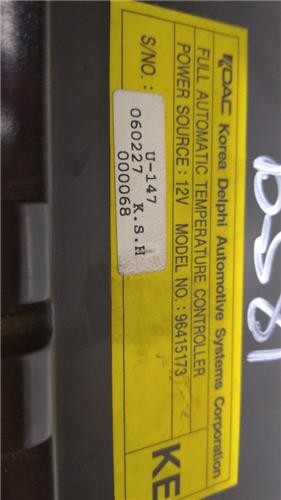 KDAC Korea Delphi Automotive Systems Corporation
FULL AUTOMATIC TEMPERATURE CONTROLLER
POWER SOURCE : 12V MODEL NO. : 96415173
S/NO. :
U-147
060227 K.S.H
000068
KE